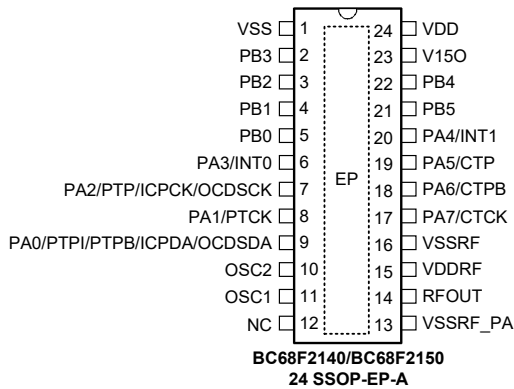 VSS 1 24 VDD
PB3 2 23 V15O
PB2 3 22 PB4
PB1 4 21 PB5
PB0 5 20 PA4/INT1
PA3/INT0 6 EP 19 PA5/CTP
PA2/PTP/ICPCK/OCDSCK 7 18 PA6/CTPB
PA1/PTCK 8 17 PA7/CTCK
PA0/PTPI/PTPB/ICPDA/OCDSDA 9 16 VSSRF
OSC2 10 15 VDDRF
OSC1 11 14 RFOUT
NC 12 13 VSSRF_PA
BC68F2140/BC68F2150
24 SSOP-EP-A